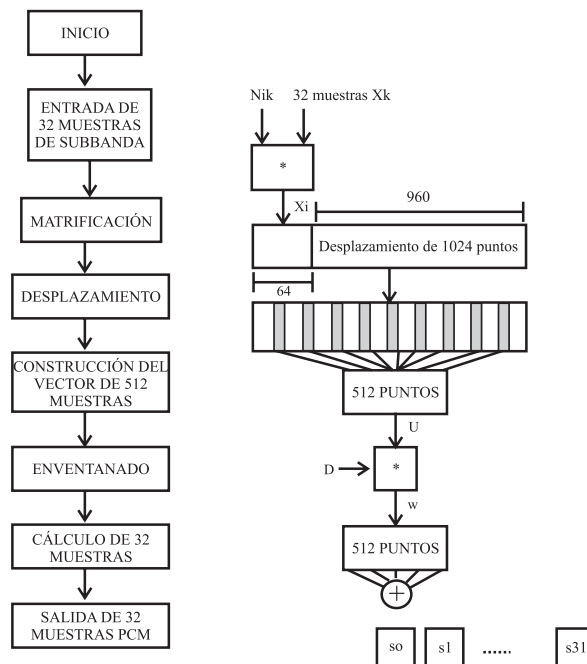 INICIO
ENTRADA DE
32 MUESTRAS
DE SUBBANDA
MATRIFICACIÓN
DESPLAZAMIENTO
CONSTRUCCIÓN DEL
VECTOR DE 512
MUESTRAS
ENVENTANADO
CÁLCULO DE 32
MUESTRAS
SALIDA DE 32
MUESTRAS PCM
Nik
32 muestras Xk
*
Xi
960
Desplazamiento de 1024 puntos
64
512 PUNTOS
U
D
*
w
512 PUNTOS
+
so
s1
......
s31